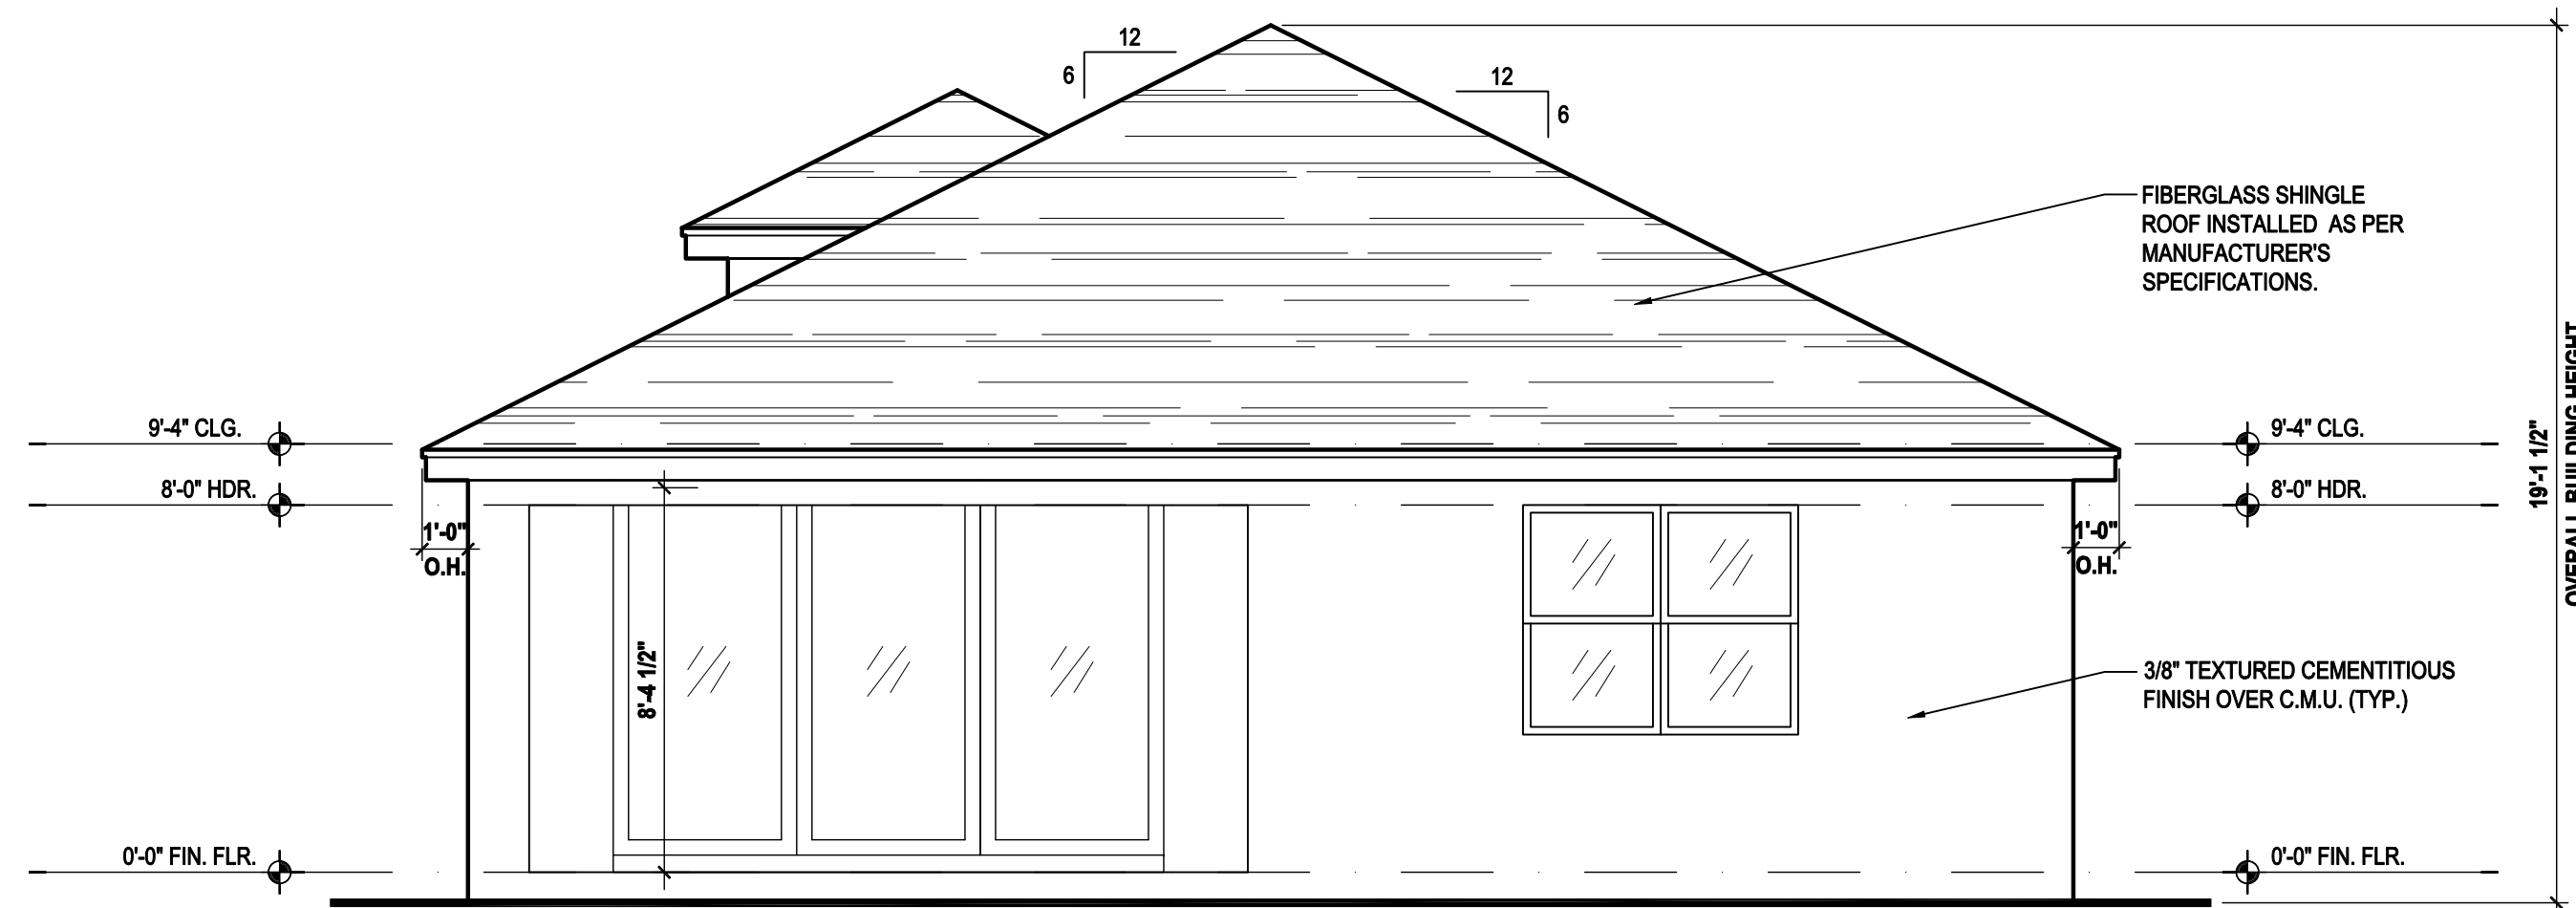 12
6
12
6
FIBERGLASS SHINGLE
ROOF INSTALLED AS PER
MANUFACTURER'S
SPECIFICATIONS.
9'-4" CLG.
9'-4" CLG.
8'-0" HDR.
8'-0" HDR.
1'-0"
O.H.
1'-0"
O.H.
19'-1 1/2"
OVERALL BUILDING HEIGHT
8'-4 1/2"
3/8" TEXTURED CEMENTITIOUS
FINISH OVER C.M.U. (TYP.)
0'-0" FIN. FLR.
0'-0" FIN. FLR.